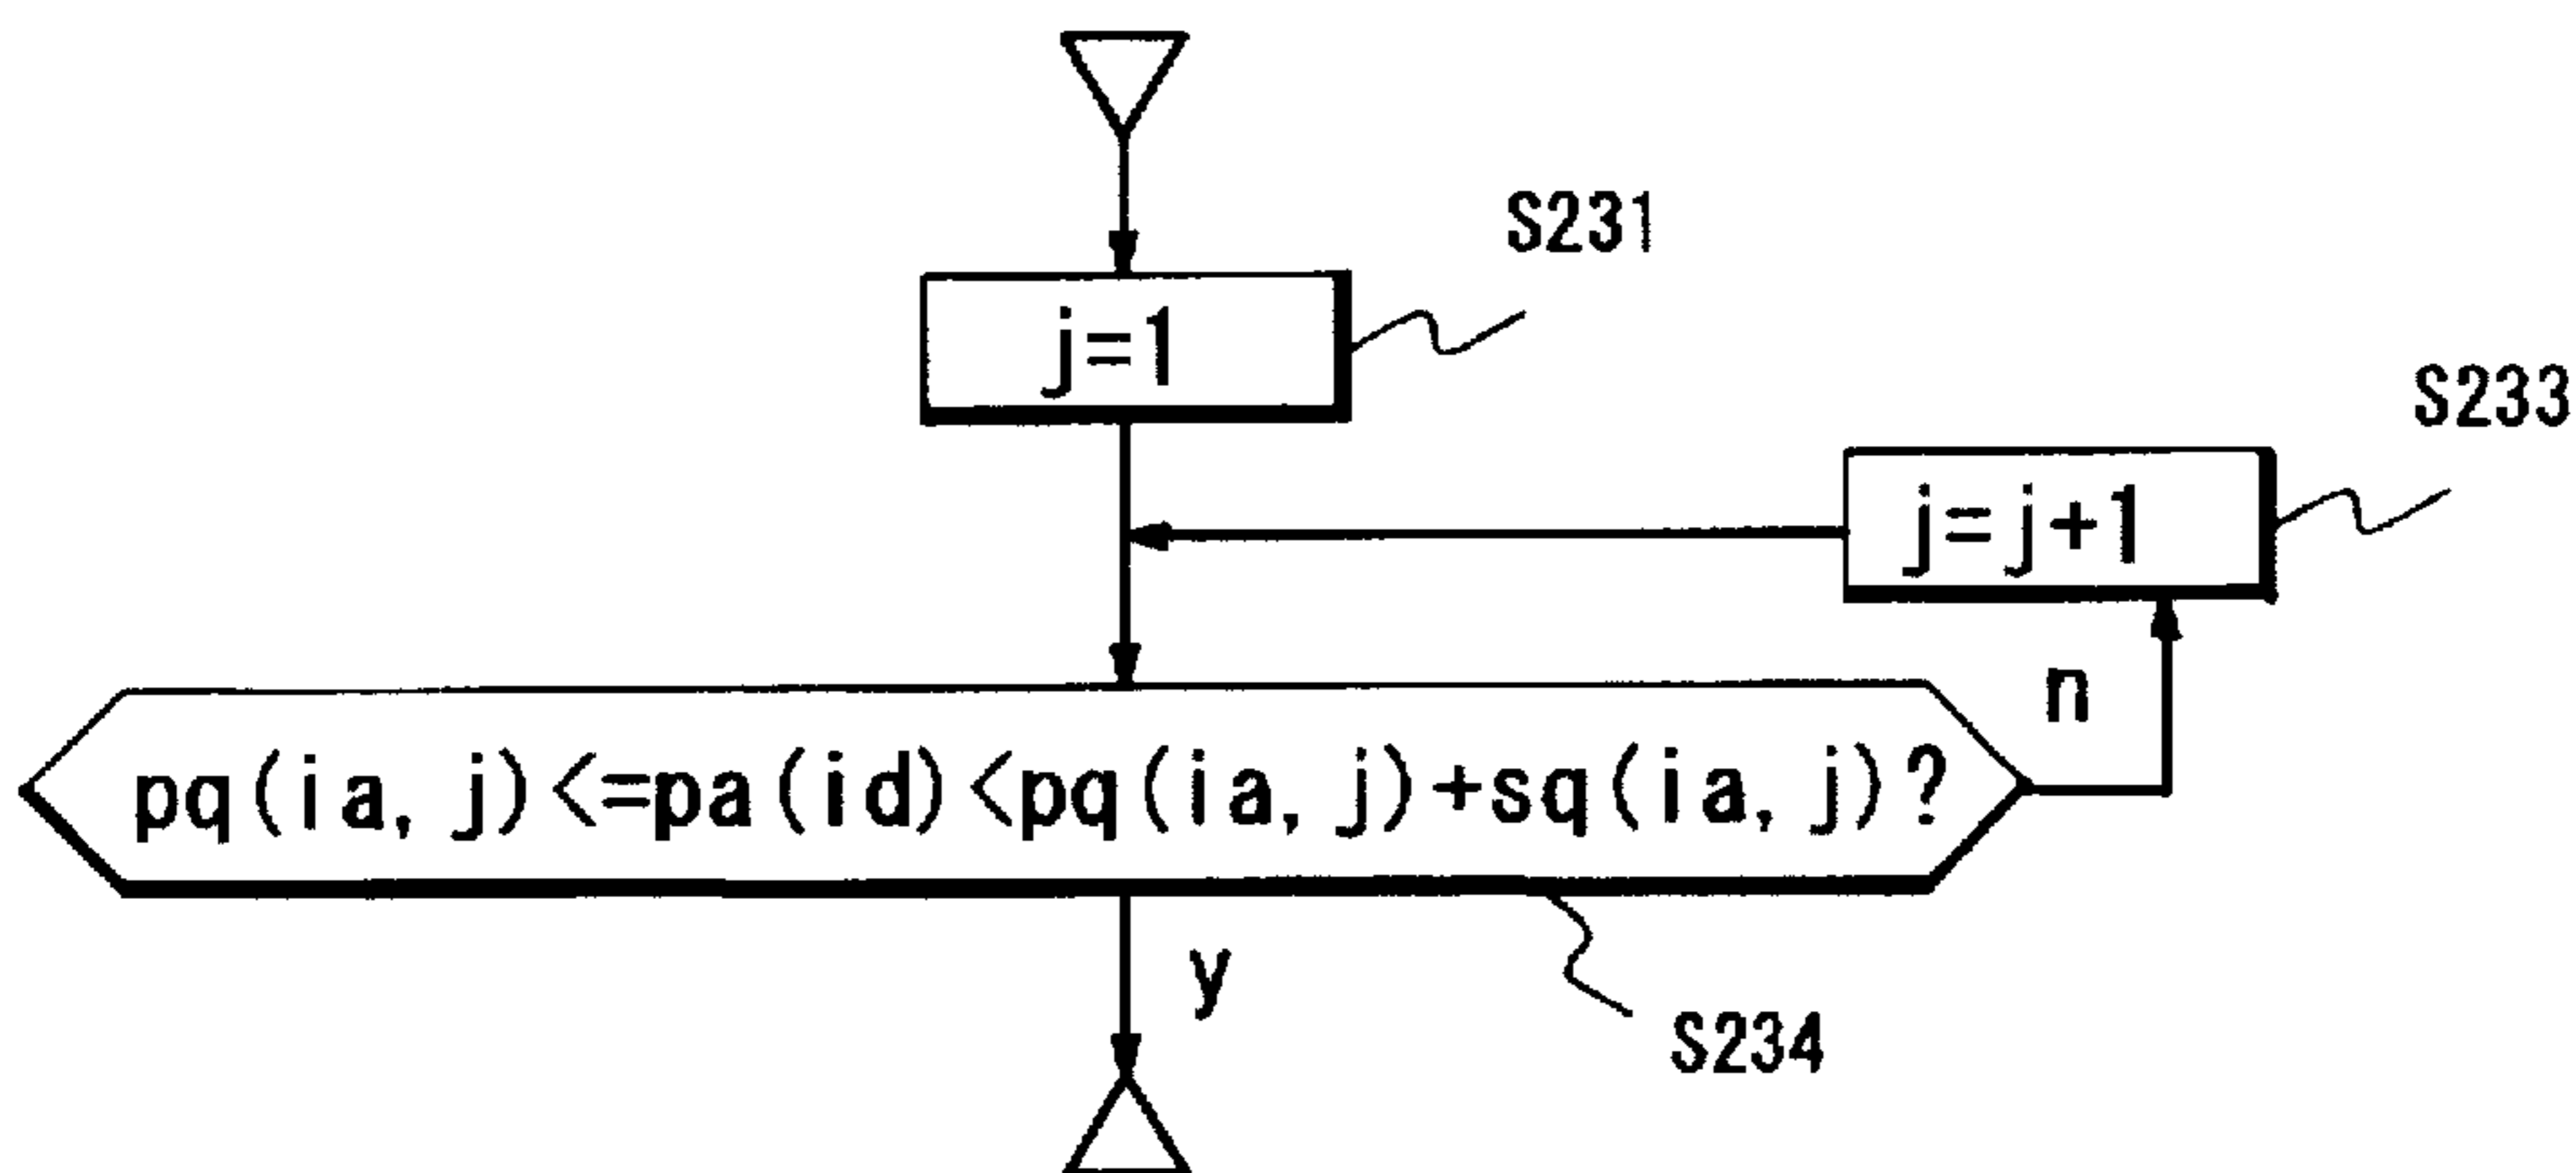 S231
j=1
S233
j=j+1
n
pq(ia, j)<=pa(id)<pq(ia, j)+sq(ia, j)?
y
S234